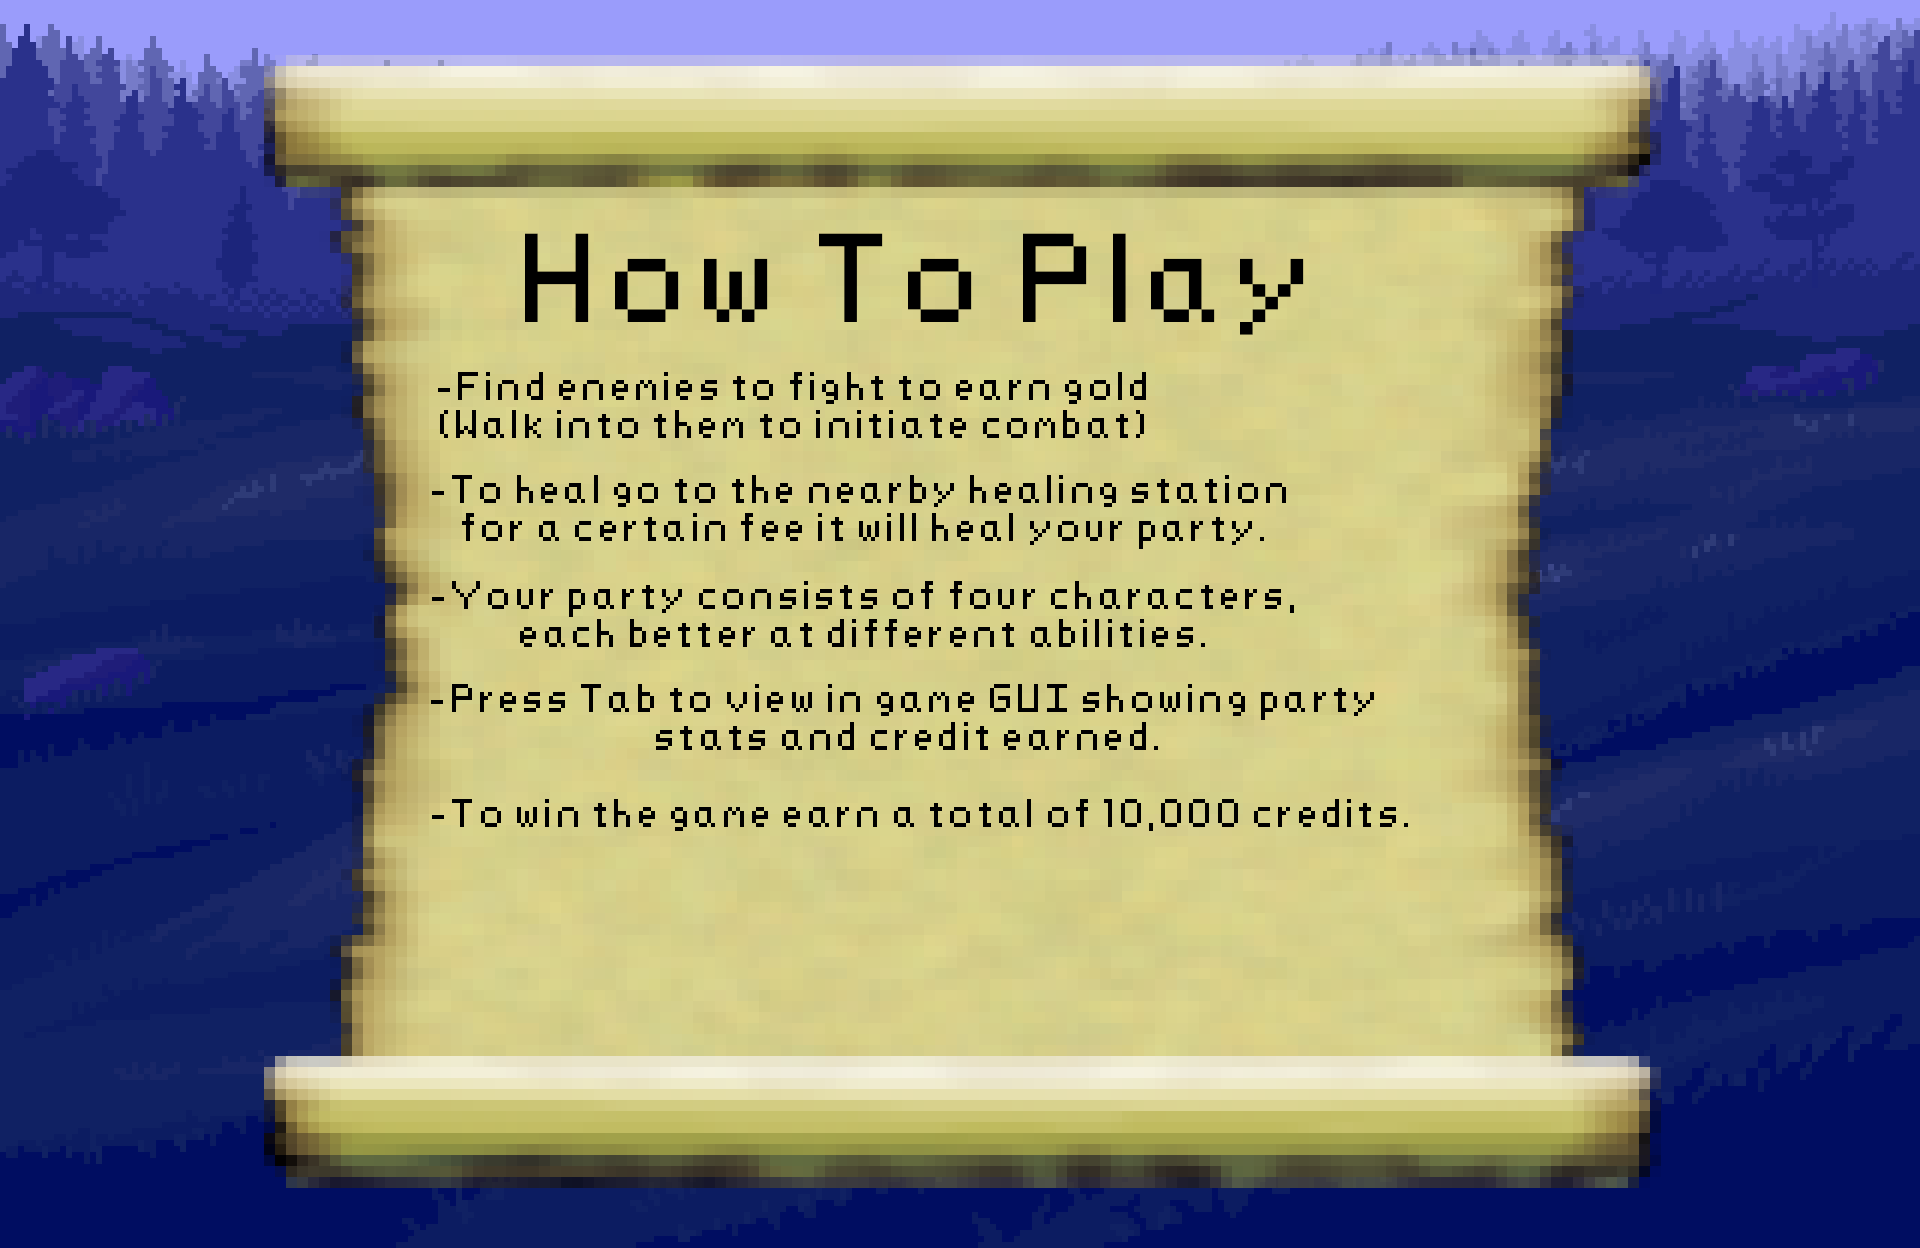 How To Play
-Find enemies to fight to earn gold
(Walk into them to initiate combat)
-To heal go to the nearby healing station
for a certain fee it will heal your party.
-Your party consists of four characters,
each better at different abilities.
-Press Tab to view in game GUI showing party
stats and credit earned.
-To win the game earn a total of 10,000 credits.